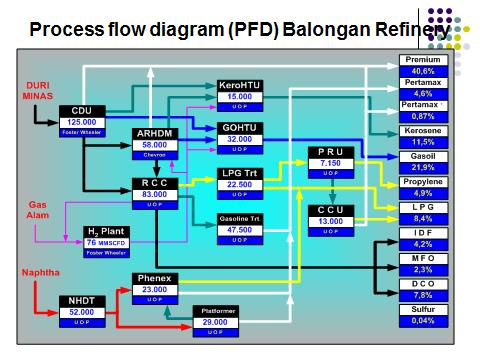 Process flow diagram (PFD) Balongan Refinery
DURI
MINAS
CDU
125.000
Foster Wheeler
ARHDM
58.000
Chevron
RCC
83.000
UOP
Gas
Alam
H2 Plant
76 MMSCFD
Foster Wheeler
Naphtha
NHDT
52.000
UOP
Phenex
23.000
UOP
Platformer
29.000
UOP
KeroHTU
15.000
UOP
GOHTU
32.000
UOP
LPG Trt
22.500
UOP
Gasoline Trt
47.500
UOP
PRU
7.150
UOP
CCU
13.000
UOP
Premium
40,6%
Pertamax
4,6%
Pertamax +
0,87%
Kerosene
11,5%
Gasoil
21,9%
Propylene
4,9%
LPG
8,4%
IDF
4,2%
MFO
2,3%
DCO
7,8%
Sulfur
0,04%